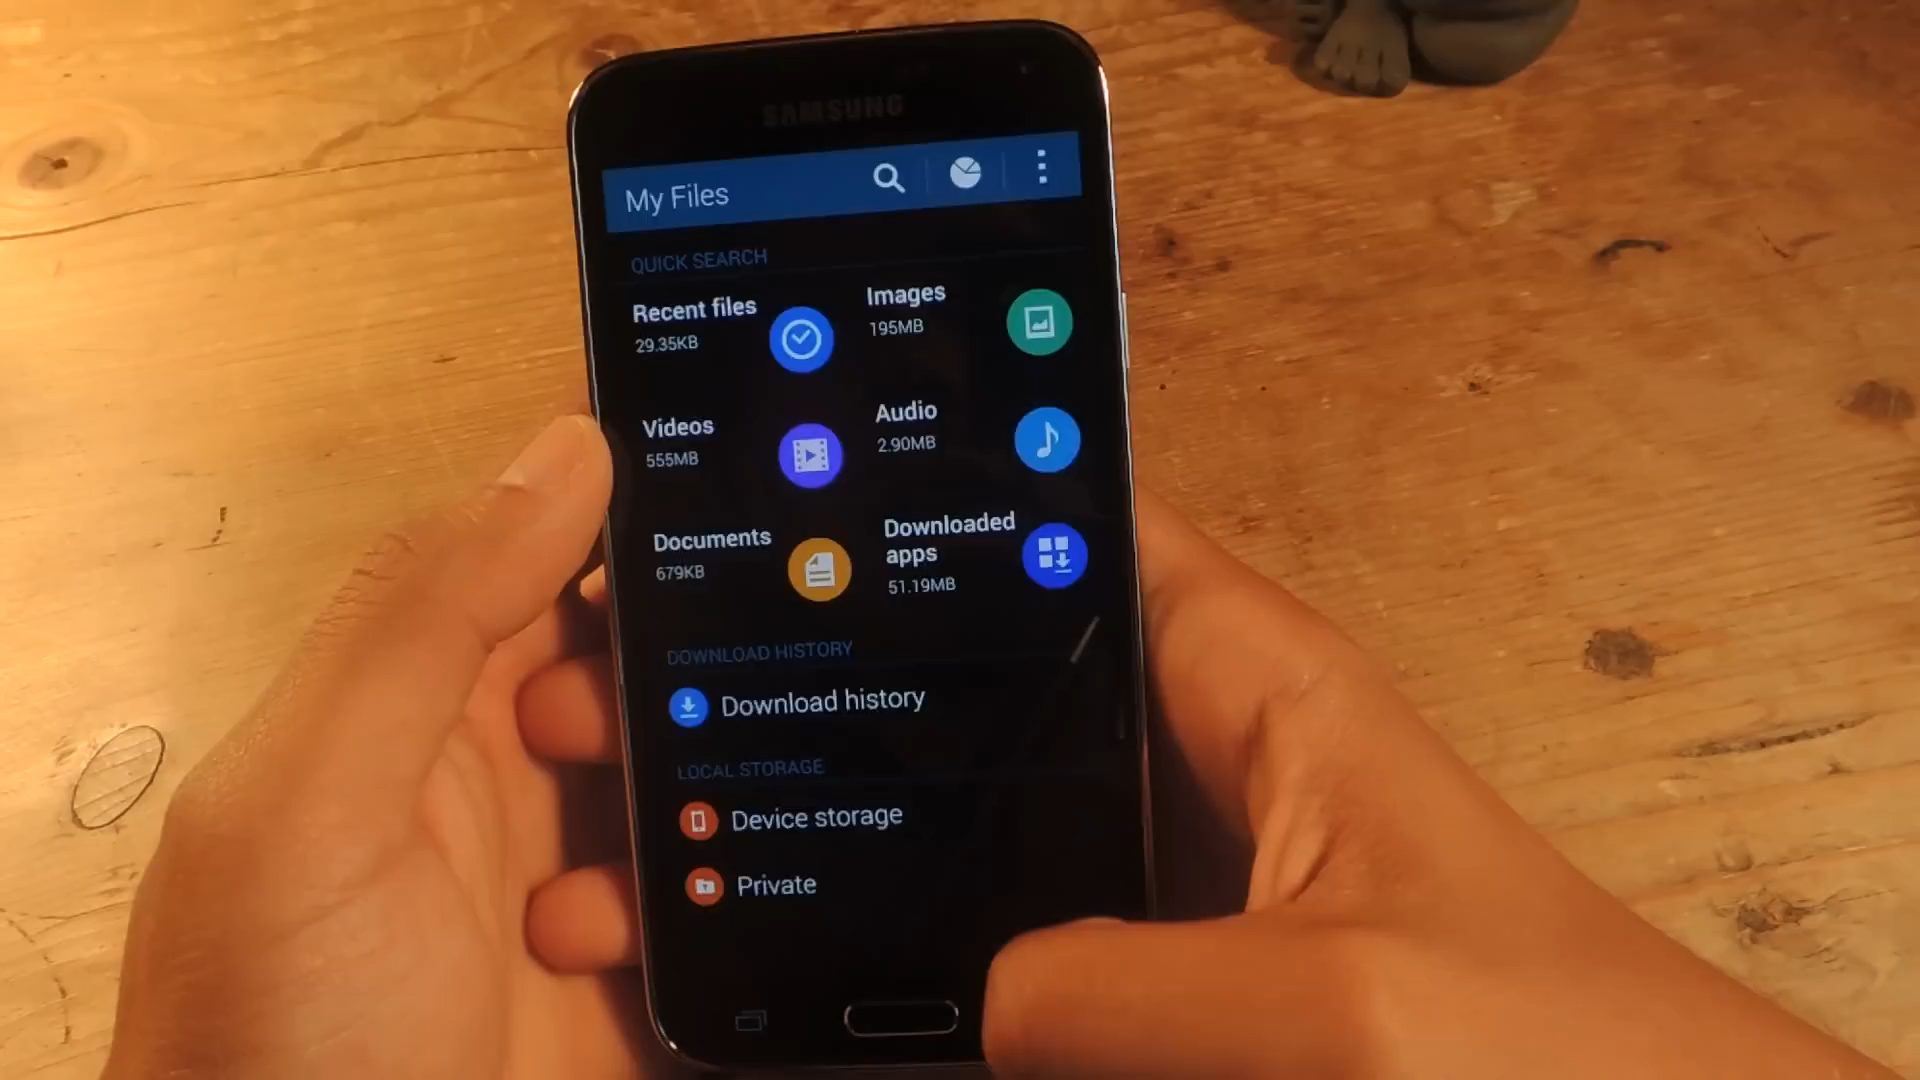 SAMSUNG
My Files
QUICK SEARCH
Recent files
29.35KB
Images
195MB
Videos
555MB
Audio
2.90MB
Documents
679KB
Downloaded
apps
51.19MB
DOWNLOAD HISTORY
Download history
LOCAL STORAGE
Device storage
Private